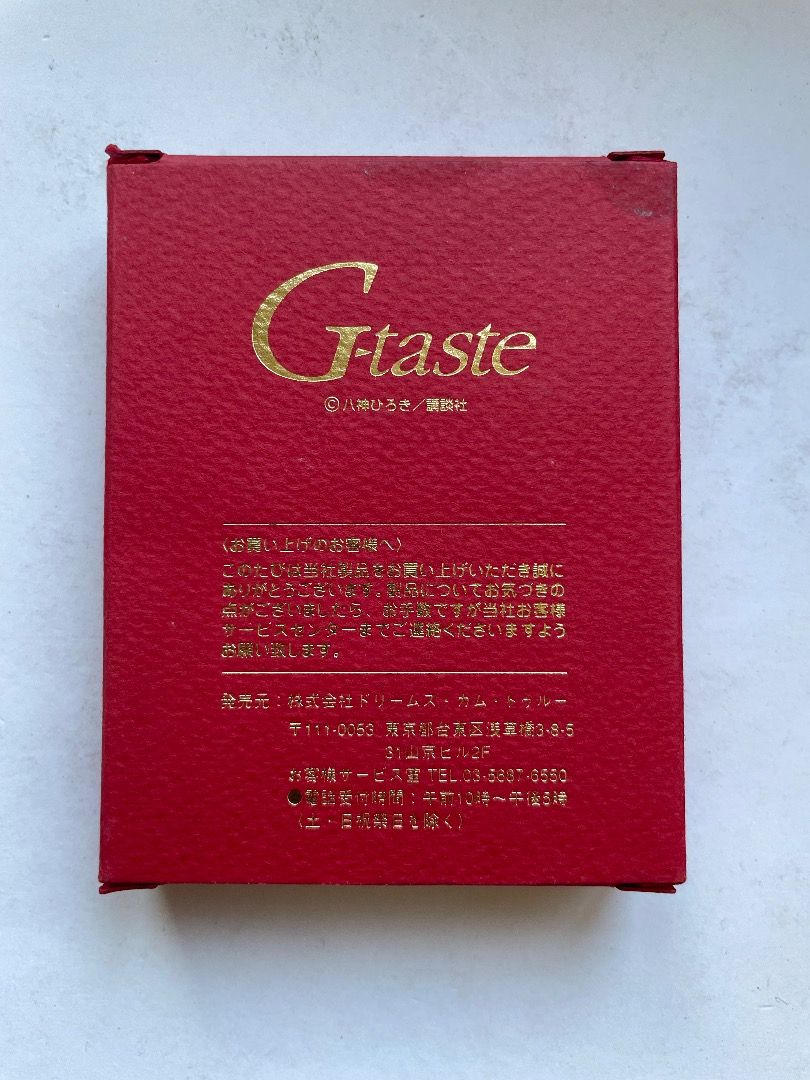 G-taste
©八神ひろき／講談社
〈お買い上げのお客様へ〉
このたびは当社製品をお買い上げいただき誠に
ありがとうございます。製品についてお気づきの
点がございましたら、お手数ですが当社お客様
サービスセンターまでご連絡くださいますよう
お願い致します。
発売元：株式会社ドリームス・カム・トゥルー
〒111-0053 東京都台東区浅草橋3-8-5
31山京ビル2F
お客様サービス室 TEL.03-5687-6550
●電話受付時間：午前10時〜午後5時
（土・日祝祭日を除く）